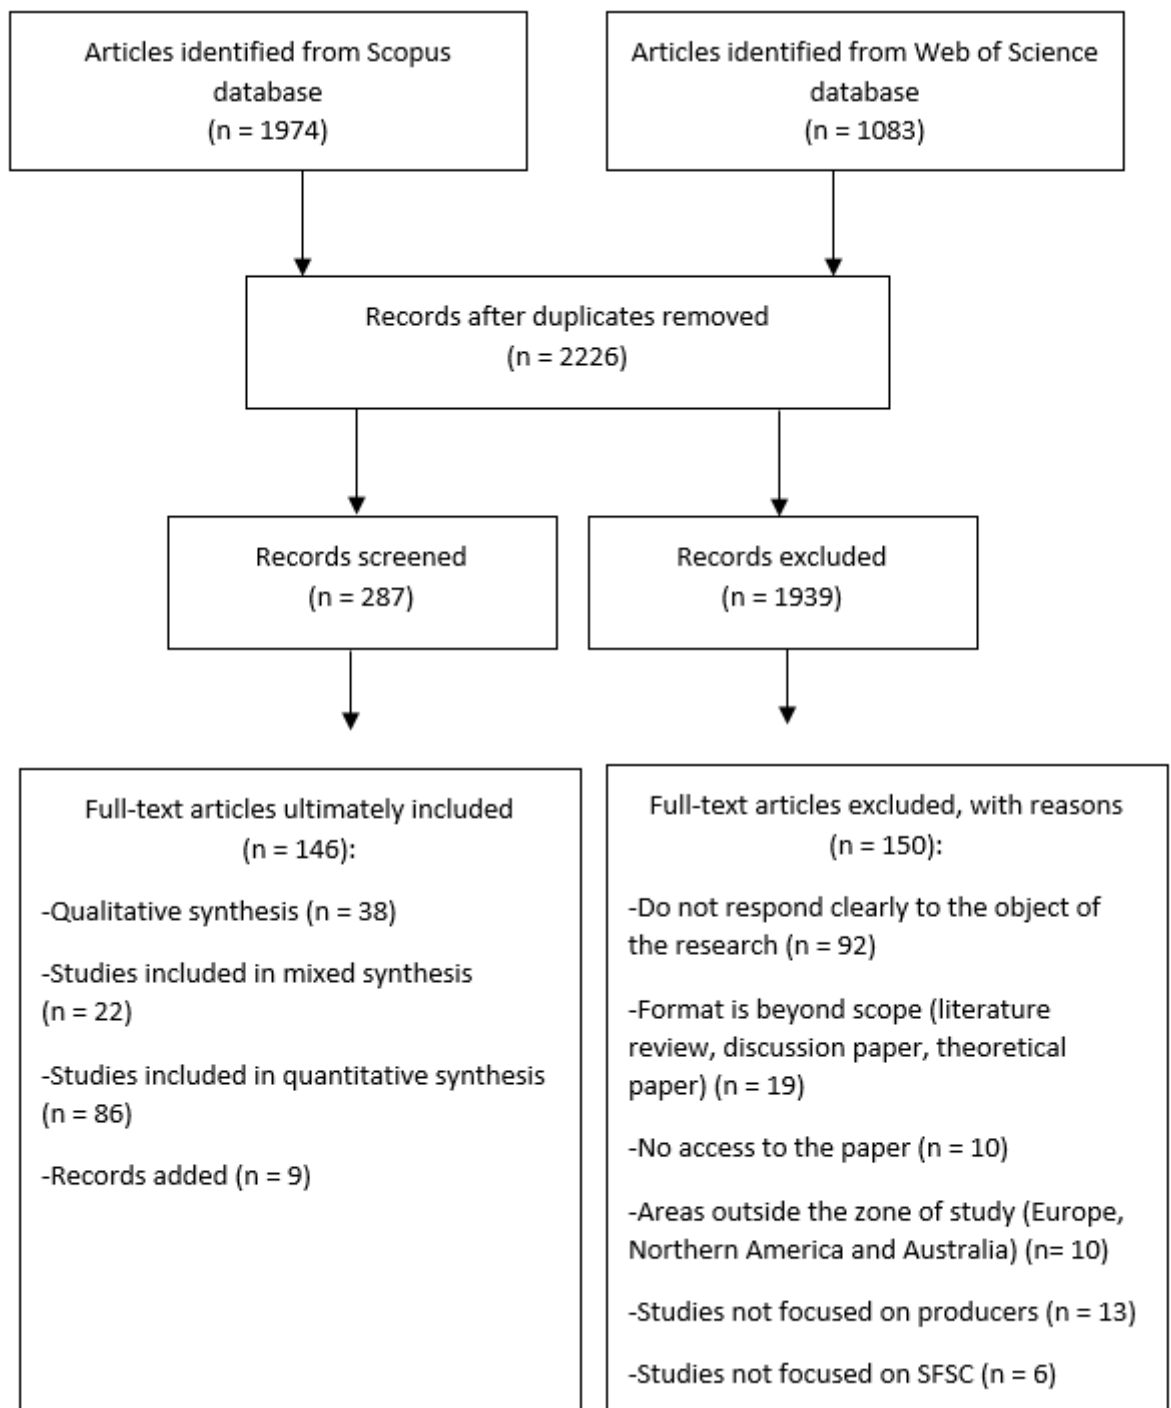 Articles identified from Scopus
database
(n = 1974)
Articles identified from Web of Science
database
(n = 1083)
Records after duplicates removed
(n = 2226)
Records screened
(n = 287)
Records excluded
(n = 1939)
Full-text articles ultimately included
(n = 146):
-Qualitative synthesis (n = 38)
-Studies included in mixed synthesis
(n = 22)
-Studies included in quantitative synthesis
(n = 86)
-Records added (n = 9)
Full-text articles excluded, with reasons
(n = 150):
-Do not respond clearly to the object of
the research (n = 92)
-Format is beyond scope (literature
review, discussion paper, theoretical
paper) (n = 19)
-No access to the paper (n = 10)
-Areas outside the zone of study (Europe,
Northern America and Australia) (n= 10)
-Studies not focused on producers (n = 13)
-Studies not focused on SFSC (n = 6)